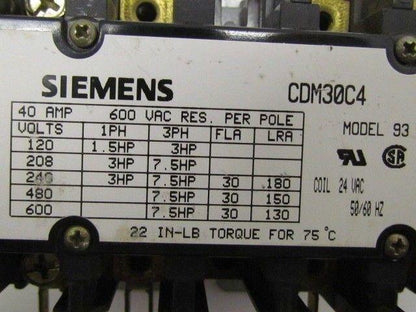 SIEMENS
CDM30C4
40 AMP 600 VAC RES. PER POLE
VOLTS 1PH 3PH FLA LRA
120 1.5HP 3HP
208 3HP 7.5HP
240 3HP 7.5HP 30 180
480 7.5HP 30 150
600 7.5HP 30 130
MODEL 93
COIL 24 VAC
50/60 HZ
22 IN-LB TORQUE FOR 75°C